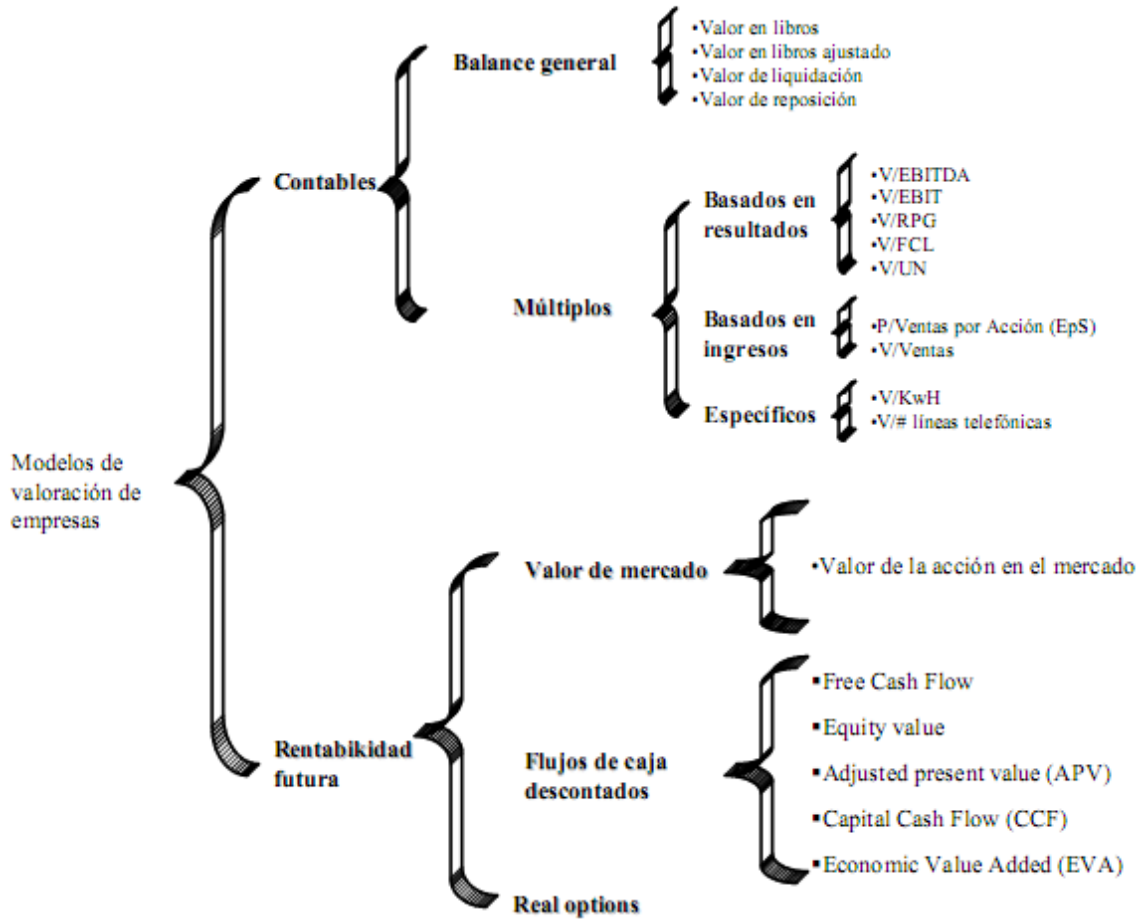 Modelos de
valoración de
empresas
Contables
Balance general
•Valor en libros
•Valor en libros ajustado
•Valor de liquidación
•Valor de reposición
Múltiplos
Basados en
resultados
•V/EBITDA
•V/EBIT
•V/RPG
•V/FCL
•V/UN
Basados en
ingresos
•P/Ventas por Acción (EpS)
•V/Ventas
Específicos
•V/KwH
•V/# líneas telefónicas
Rentabikidad
futura
Valor de mercado
•Valor de la acción en el mercado
Flujos de caja
descontados
▪Free Cash Flow
▪Equity value
▪Adjusted present value (APV)
▪Capital Cash Flow (CCF)
▪Economic Value Added (EVA)
Real options